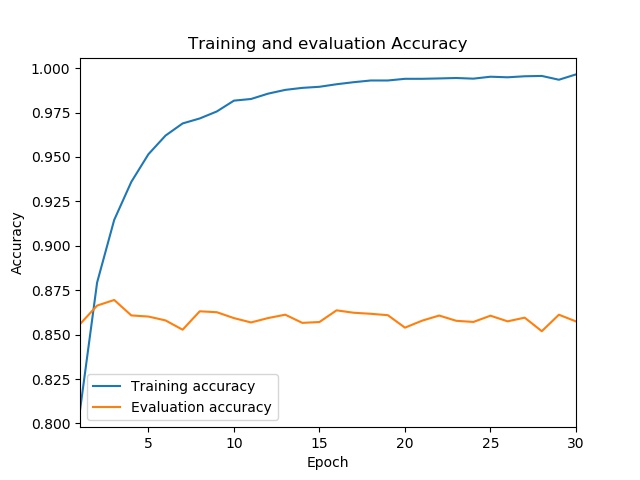 Training and evaluation Accuracy
1.000
0.975
0.950
0.925
0.900
0.875
0.850
0.825
0.800
Accuracy
Training accuracy
Evaluation accuracy
5 10 15 20 25 30
Epoch